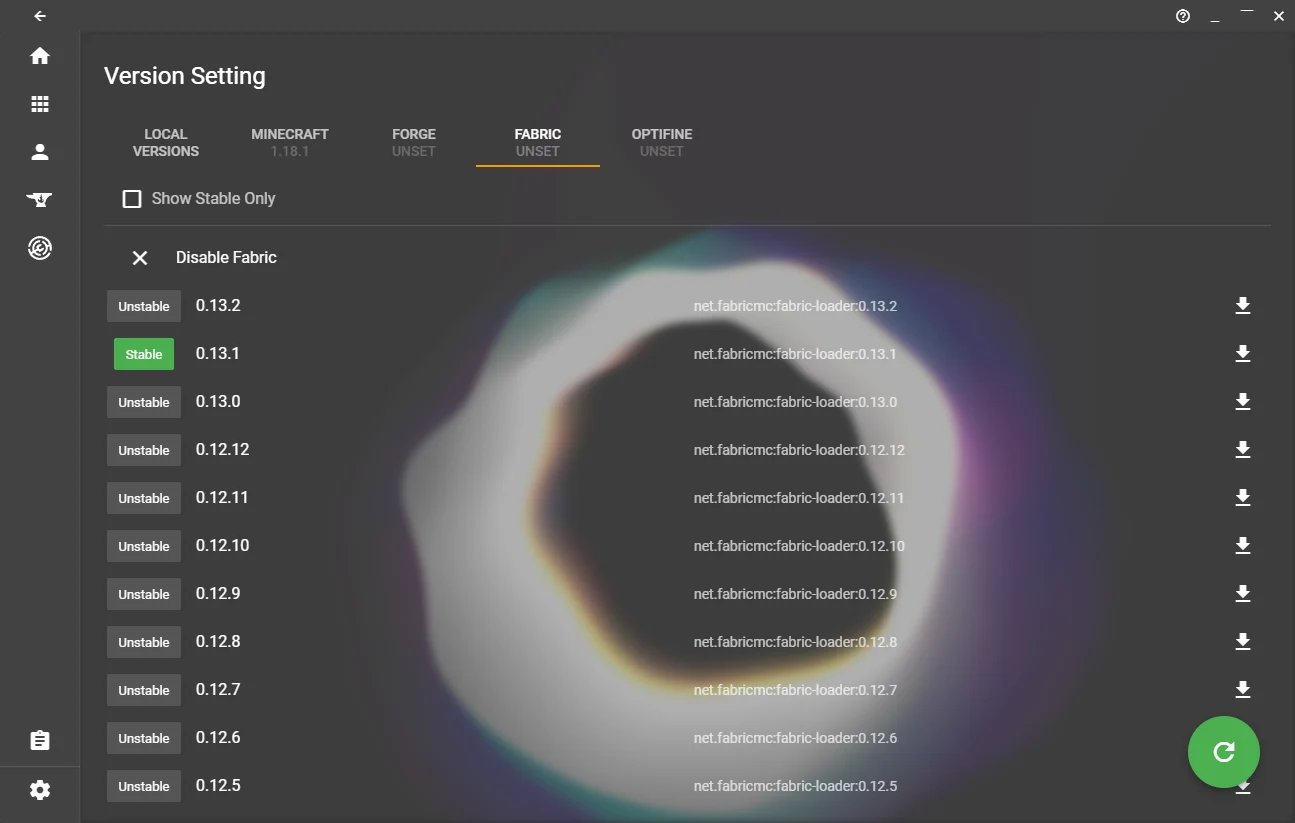 Version Setting
LOCAL VERSIONS
MINECRAFT
1.18.1
FORGE
UNSET
FABRIC
UNSET
OPTIFINE
UNSET
Show Stable Only
Disable Fabric
Unstable 0.13.2 net.fabricmc:fabric-loader:0.13.2
Stable 0.13.1 net.fabricmc:fabric-loader:0.13.1
Unstable 0.13.0 net.fabricmc:fabric-loader:0.13.0
Unstable 0.12.12 net.fabricmc:fabric-loader:0.12.12
Unstable 0.12.11 net.fabricmc:fabric-loader:0.12.11
Unstable 0.12.10 net.fabricmc:fabric-loader:0.12.10
Unstable 0.12.9 net.fabricmc:fabric-loader:0.12.9
Unstable 0.12.8 net.fabricmc:fabric-loader:0.12.8
Unstable 0.12.7 net.fabricmc:fabric-loader:0.12.7
Unstable 0.12.6 net.fabricmc:fabric-loader:0.12.6
Unstable 0.12.5 net.fabricmc:fabric-loader:0.12.5